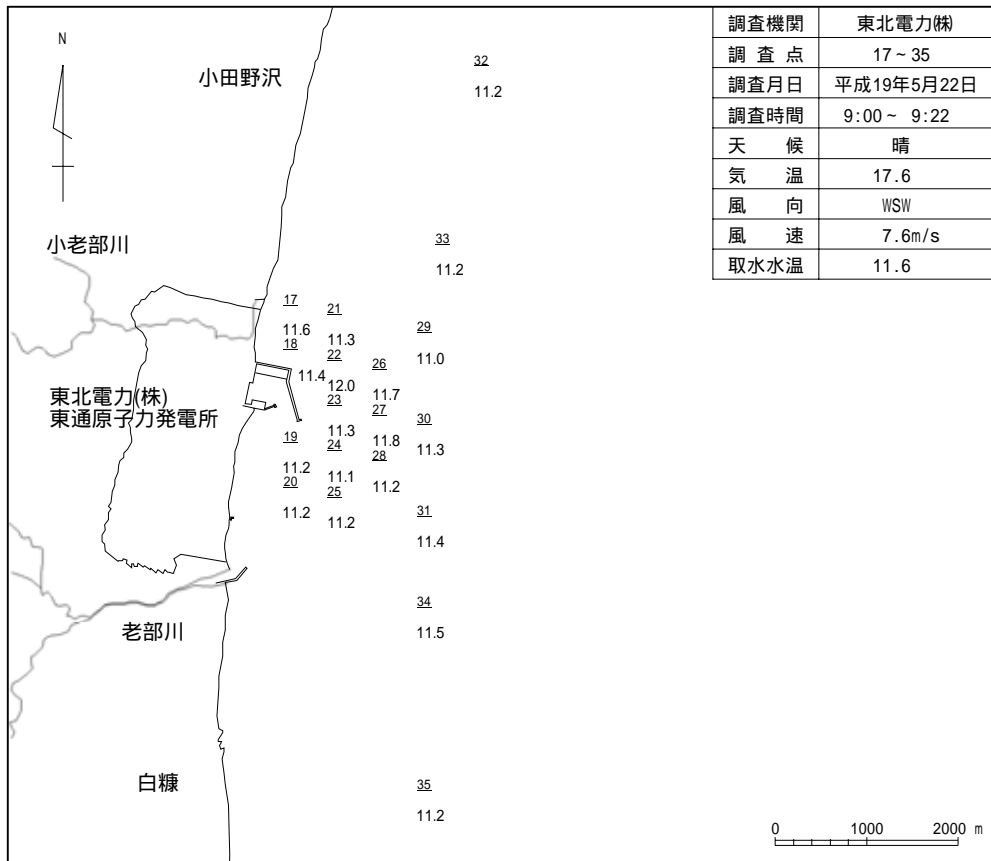 調査機関 東北電力㈱
調査点 17～35
調査月日 平成19年5月22日
調査時間 9:00～ 9:22
天候 晴
気温 17.6
風向 WSW
風速 7.6m/s
取水水温 11.6
N
小田野沢
32
11.2
小老部川
33
11.2
17
11.6
21
11.3
29
11.0
18
11.4
22
12.0
26
11.7
東北電力(株)
東通原子力発電所
23
11.3
27
11.8
30
11.3
19
11.2
24
11.1
28
11.2
20
11.2
25
11.2
31
11.4
34
11.5
老部川
白糠
35
11.2
0 1000 2000 m